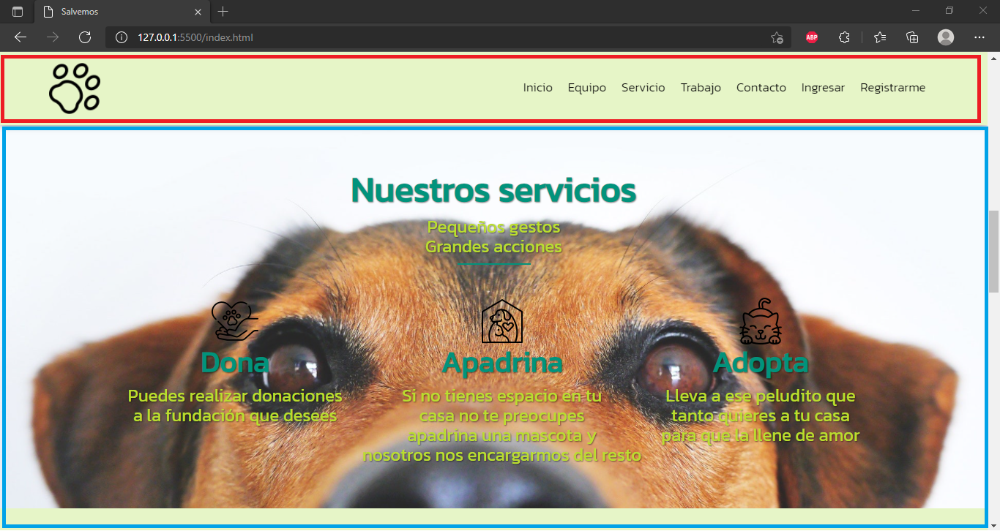 Salvemos
127.0.0.1:5500/index.html
ABP
Inicio Equipo Servicio Trabajo Contacto Ingresar Registrarme
Nuestros servicios
Pequeños gestos
Grandes acciones
Dona
Puedes realizar donaciones
a la fundación que desees
Apadrina
Si no tienes espacio en tu
casa no te preocupes
apadrina una mascota y
nosotros nos encargarmos del resto
Adopta
Lleva a ese peludito que
tanto quieres a tu casa
para que la llene de amor